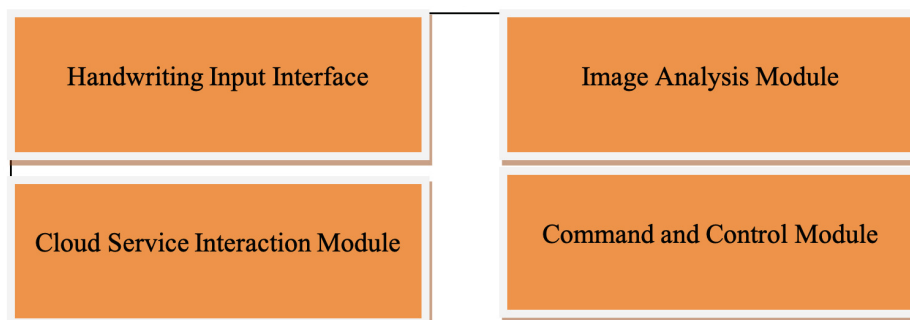 Handwriting Input Interface
Image Analysis Module
Cloud Service Interaction Module
Command and Control Module